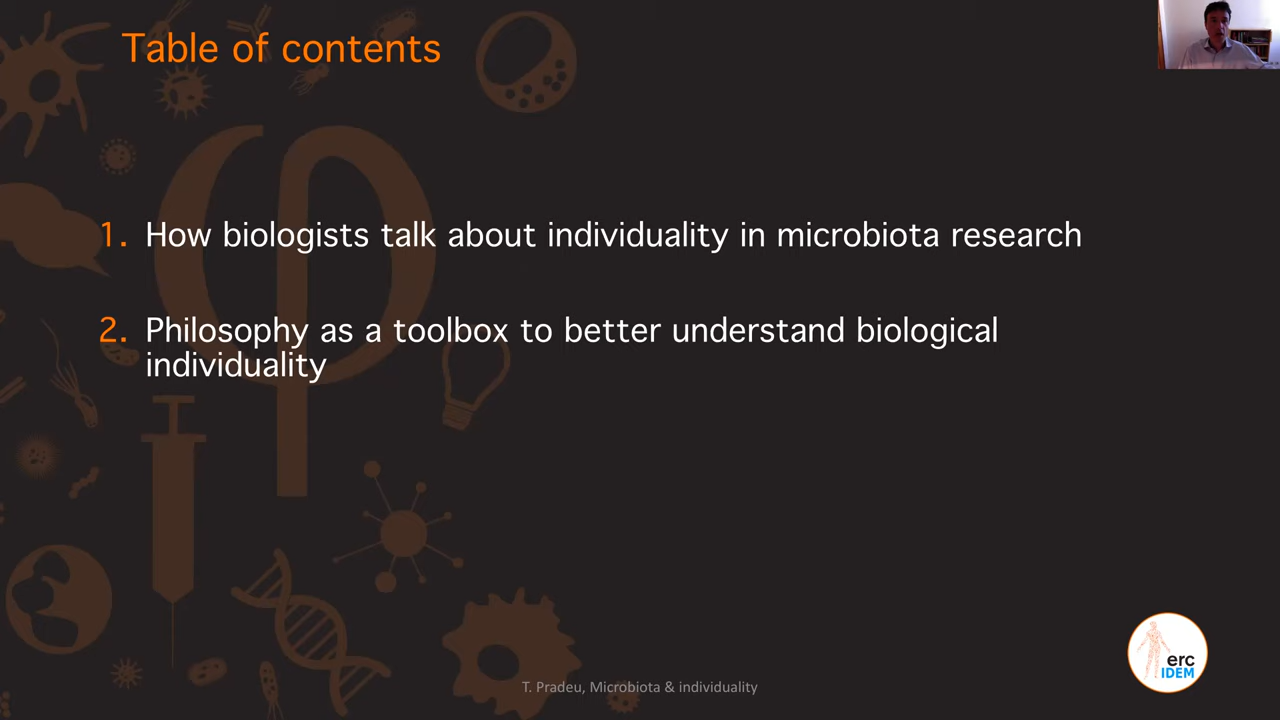 Table of contents
1. How biologists talk about individuality in microbiota research
2. Philosophy as a toolbox to better understand biological
individuality
erc
IDEM
T. Pradeu, Microbiota & individuality